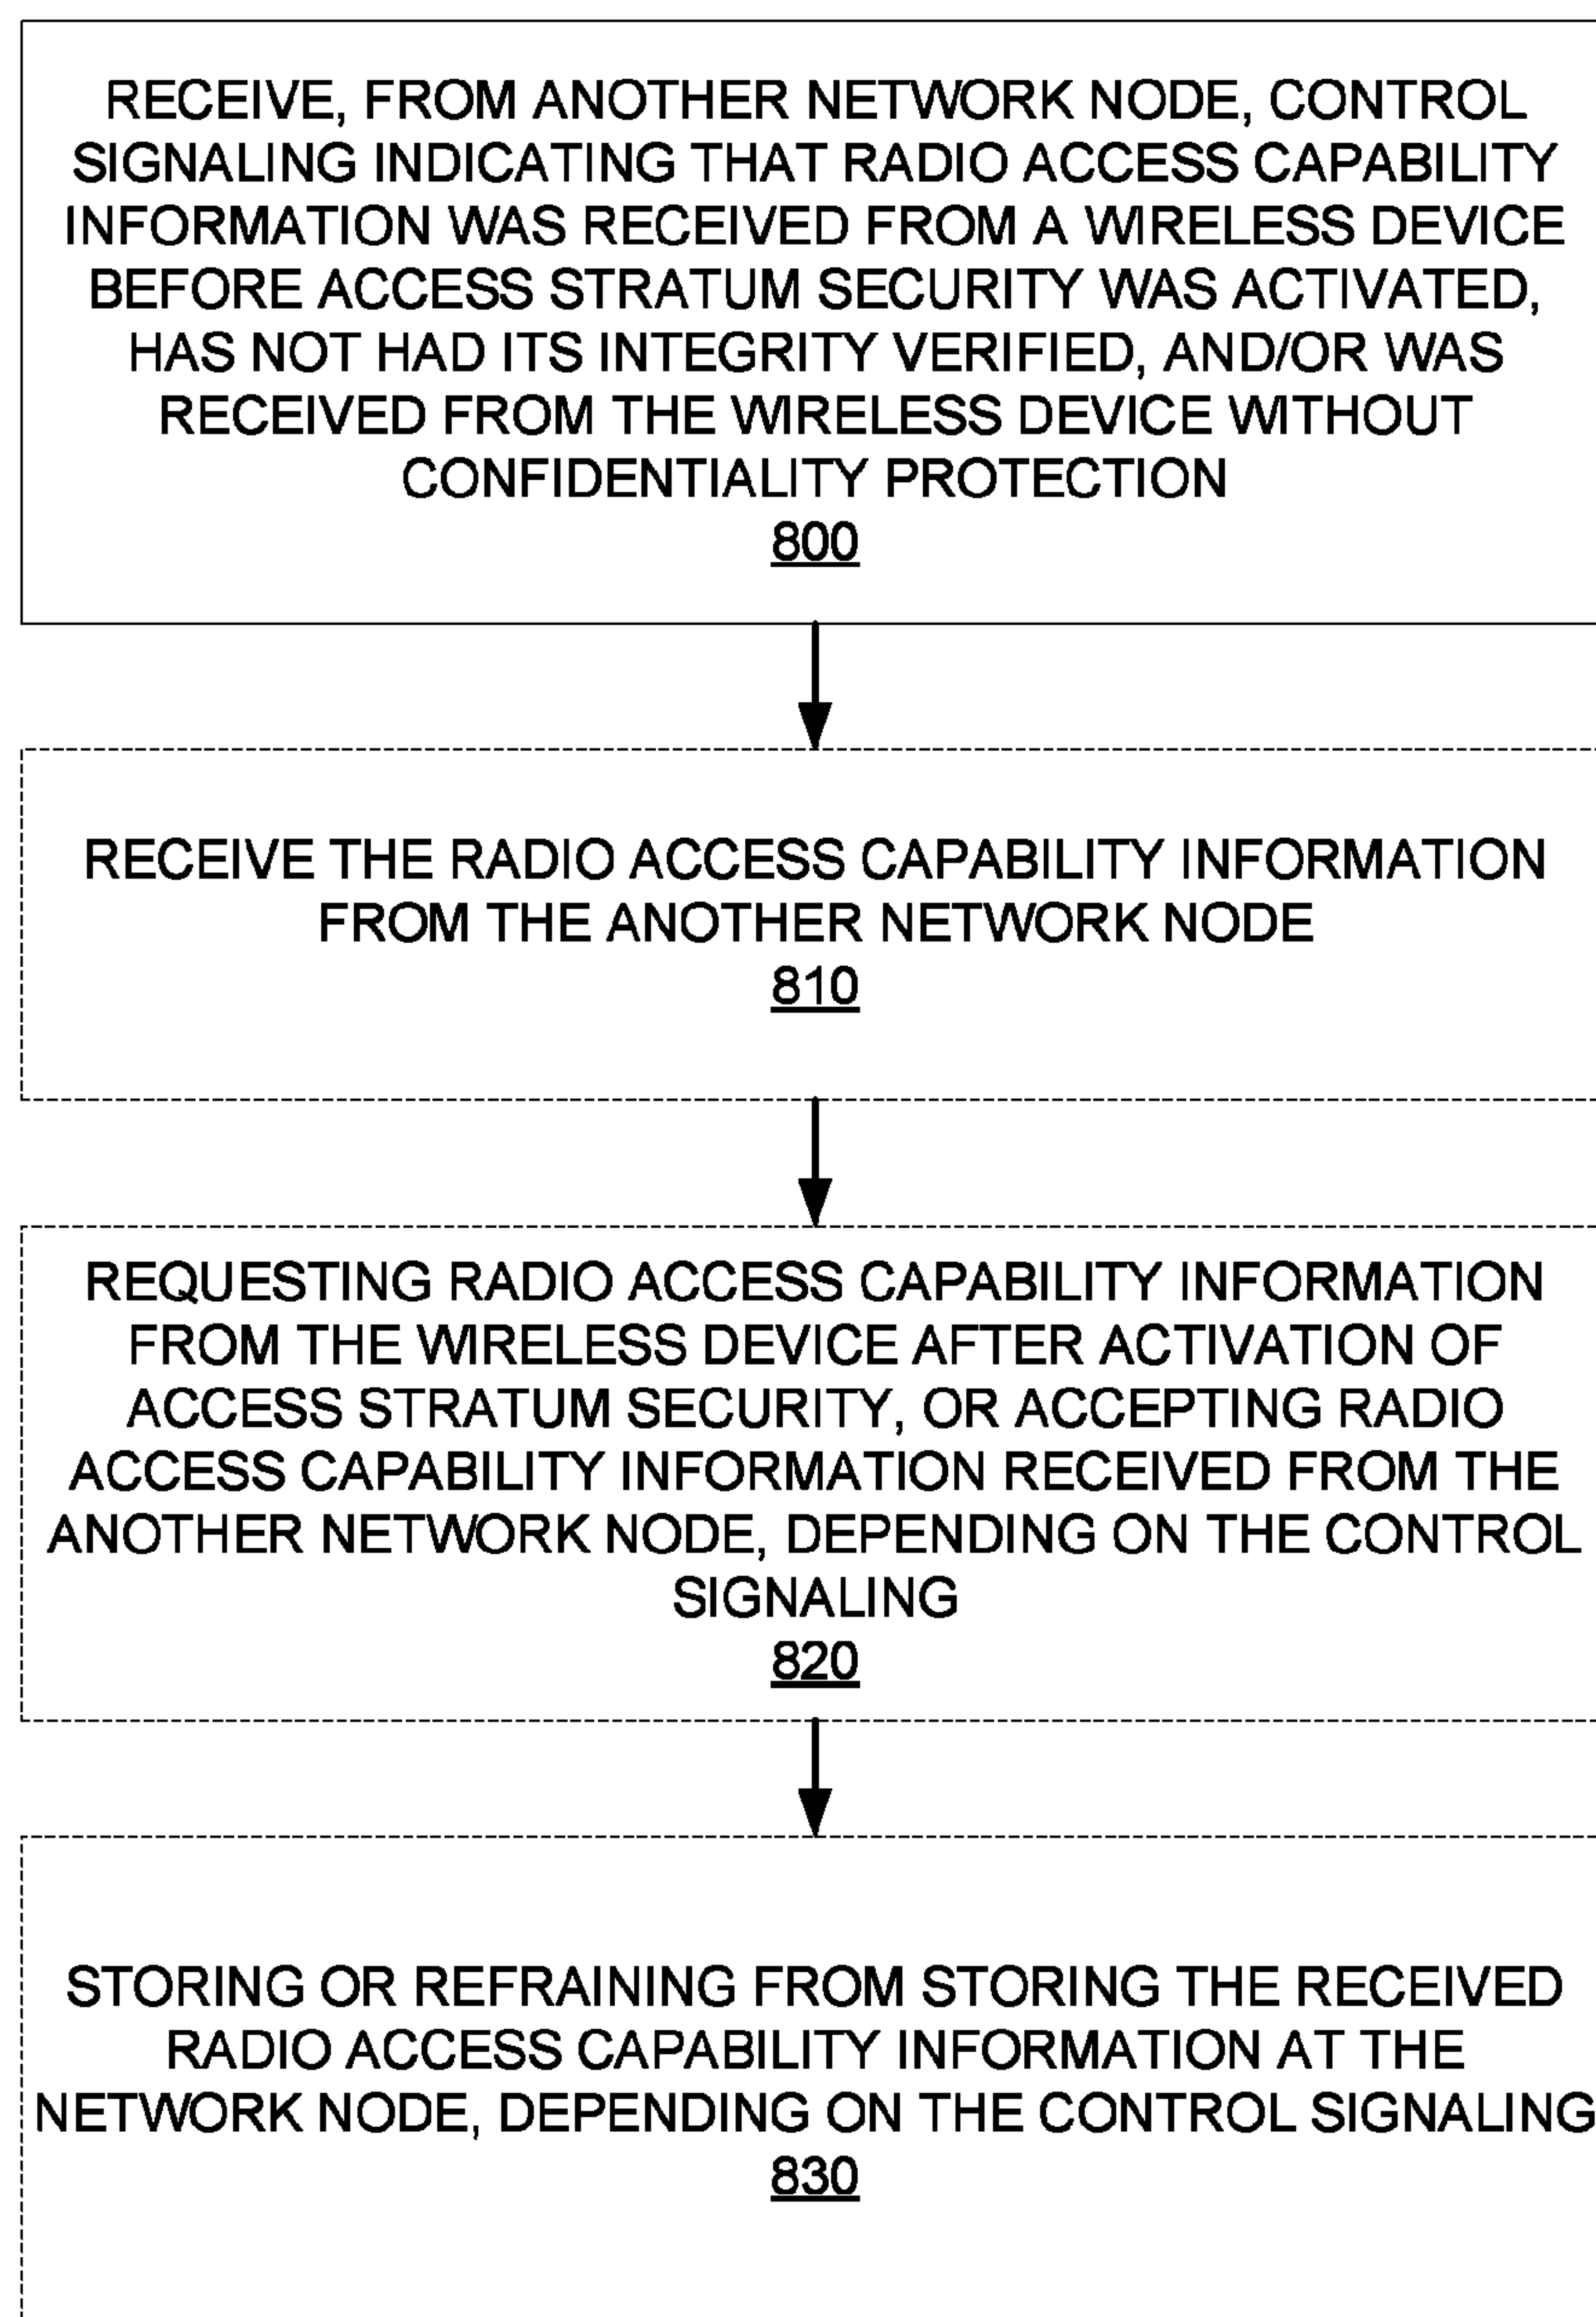 RECEIVE, FROM ANOTHER NETWORK NODE, CONTROL
SIGNALING INDICATING THAT RADIO ACCESS CAPABILITY
INFORMATION WAS RECEIVED FROM A WIRELESS DEVICE
BEFORE ACCESS STRATUM SECURITY WAS ACTIVATED,
HAS NOT HAD ITS INTEGRITY VERIFIED, AND/OR WAS
RECEIVED FROM THE WIRELESS DEVICE WITHOUT
CONFIDENTIALITY PROTECTION
800
RECEIVE THE RADIO ACCESS CAPABILITY INFORMATION
FROM THE ANOTHER NETWORK NODE
810
REQUESTING RADIO ACCESS CAPABILITY INFORMATION
FROM THE WIRELESS DEVICE AFTER ACTIVATION OF
ACCESS STRATUM SECURITY, OR ACCEPTING RADIO
ACCESS CAPABILITY INFORMATION RECEIVED FROM THE
ANOTHER NETWORK NODE, DEPENDING ON THE CONTROL
SIGNALING
820
STORING OR REFRAINING FROM STORING THE RECEIVED
RADIO ACCESS CAPABILITY INFORMATION AT THE
NETWORK NODE, DEPENDING ON THE CONTROL SIGNALING
830